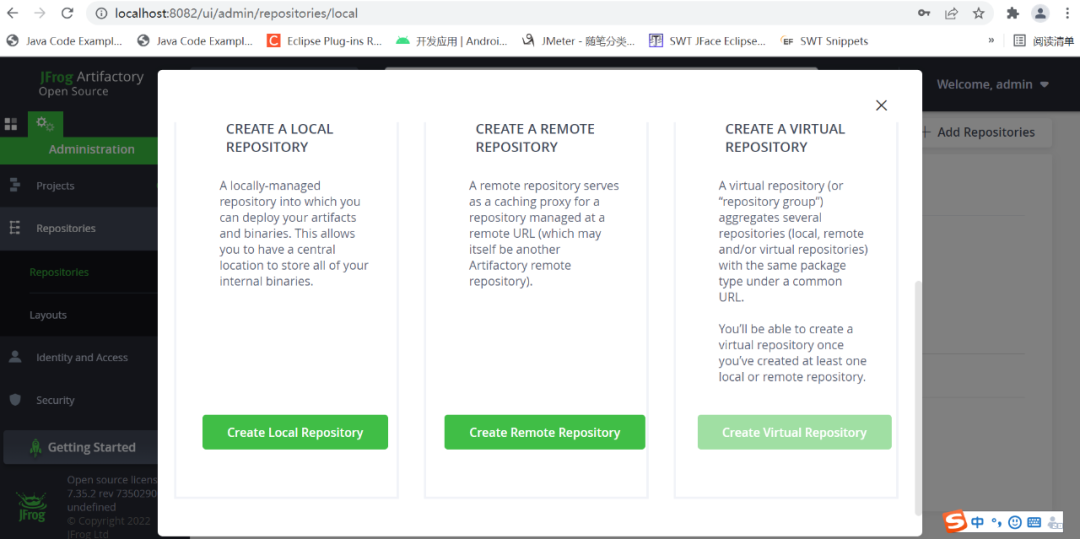 localhost:8082/ui/admin/repositories/local
Java Code Exampl...
Java Code Exampl...
Eclipse Plug-ins R...
开发应用 | Androi...
JMeter - 随笔分类...
SWT JFace Eclipse...
SWT Snippets
»
阅读清单
JFrog Artifactory
Open Source
Welcome, admin
Administration
Projects
Repositories
Repositories
Layouts
Identity and Access
Security
Getting Started
Open source licens
7.35.2 rev 7350290
undefined
© Copyright 2022
JFrog Ltd
JFrog
+ Add Repositories
CREATE A LOCAL
REPOSITORY
A locally-managed
repository into which you
can deploy your artifacts
and binaries. This allows
you to have a central
location to store all of your
internal binaries.
Create Local Repository
CREATE A REMOTE
REPOSITORY
A remote repository serves
as a caching proxy for a
repository managed at a
remote URL (which may
itself be another
Artifactory remote
repository).
Create Remote Repository
CREATE A VIRTUAL
REPOSITORY
A virtual repository (or
“repository group”)
aggregates several
repositories (local, remote
and/or virtual repositories)
with the same package
type under a common
URL.
You’ll be able to create a
virtual repository once
you’ve created at least one
local or remote repository.
Create Virtual Repository
中